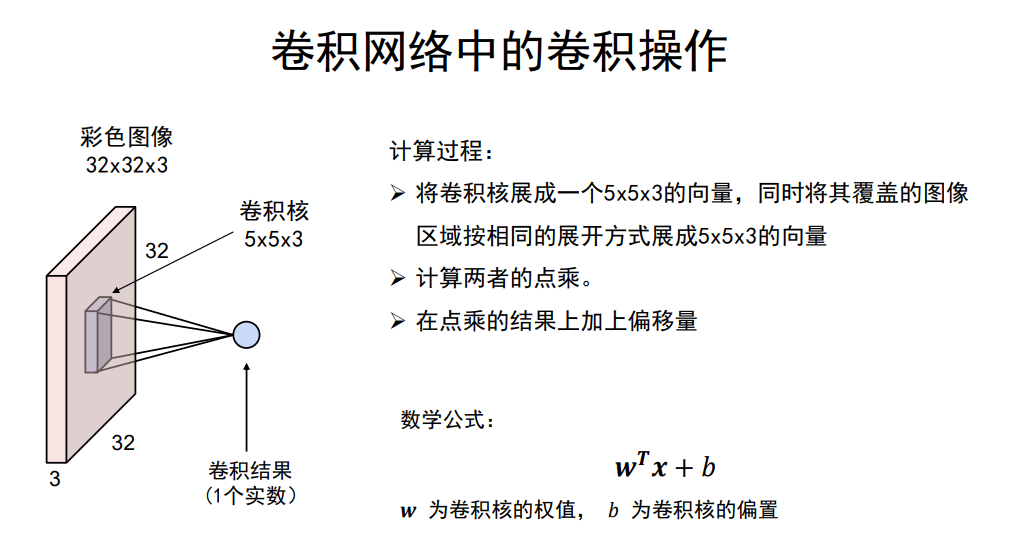 卷积网络中的卷积操作
彩色图像
32x32x3
卷积核
5x5x3
32
32
3
卷积结果
(1个实数)
计算过程：
➢ 将卷积核展成一个5x5x3的向量，同时将其覆盖的图像
区域按相同的展开方式展成5x5x3的向量
➢ 计算两者的点乘。
➢ 在点乘的结果上加上偏移量
数学公式：
wᵀx + b
w 为卷积核的权值， b 为卷积核的偏置